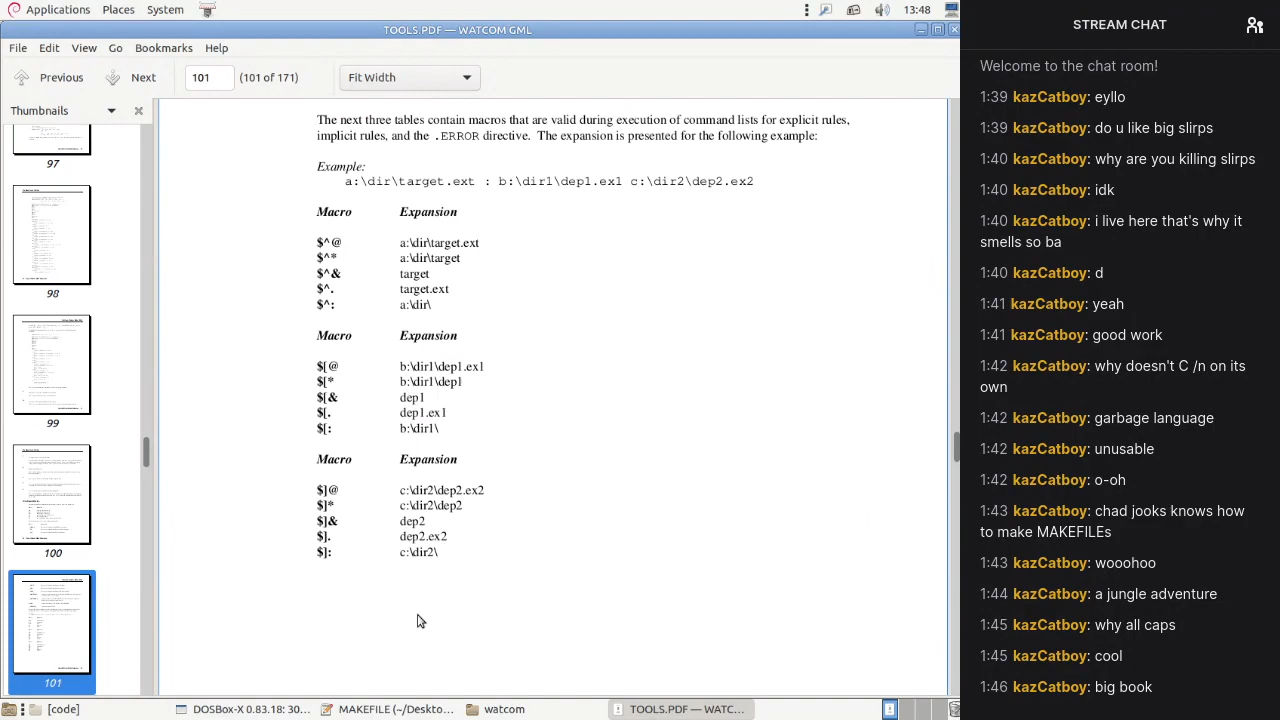 Applications Places System
13:48
TOOLS.PDF — WATCOM GML
File Edit View Go Bookmarks Help
Previous Next 101 (101 of 171) Fit Width
Thumbnails
97
98
99
100
101
The next three tables contain macros that are valid during execution of command lists for explicit rules,
implicit rules, and the .ERROR directive. The expansion is presented for the following example:
Example:
a:\dir\target.ext : b:\dir1\dep1.ex1 c:\dir2\dep2.ex2
Macro Expansion
$^@ a:\dir\target.ext
$^* a:\dir\target
$^& target
$^. target.ext
$^: a:\dir\
Macro Expansion
$[@ b:\dir1\dep1.ex1
$[* b:\dir1\dep1
$[& dep1
$[. dep1.ex1
$[: b:\dir1\
Macro Expansion
$]@ c:\dir2\dep2.ex2
$]* c:\dir2\dep2
$]& dep2
$]. dep2.ex2
$]: c:\dir2\
[code] DOSBox-X 0.83.18: 30... MAKEFILE (~/Deskto... watcom TOOLS.PDF — WATC...
STREAM CHAT
Welcome to the chat room!
1:39 kazCatboy: eyllo
1:39 kazCatboy: do u like big slirps
1:40 kazCatboy: why are you killing slirps
1:40 kazCatboy: idk
1:40 kazCatboy: i live here that's why it
smells so ba
1:40 kazCatboy: d
1:41 kazCatboy: yeah
1:41 kazCatboy: good work
1:42 kazCatboy: why doesn't C /n on its
own
1:42 kazCatboy: garbage language
1:42 kazCatboy: unusable
1:42 kazCatboy: o-oh
1:43 kazCatboy: chad jooks knows how
to make MAKEFILEs
1:43 kazCatboy: wooohoo
1:44 kazCatboy: a jungle adventure
1:45 kazCatboy: why all caps
1:45 kazCatboy: cool
1:46 kazCatboy: big book